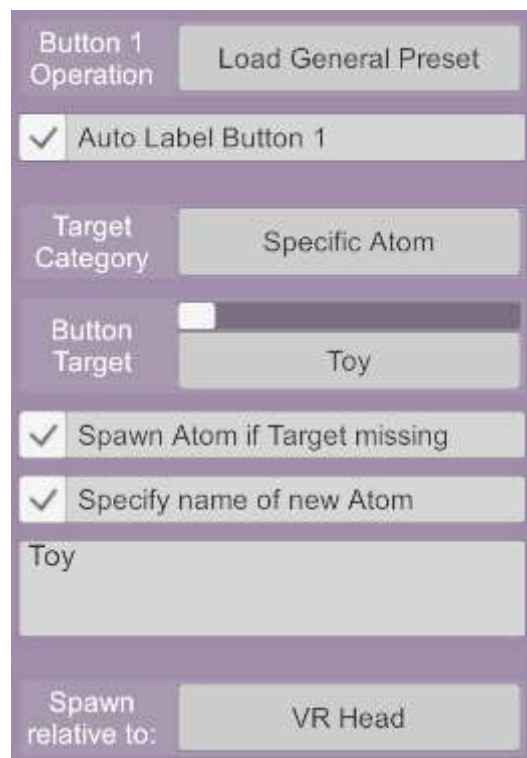 Button 1
Operation
Load General Preset
Auto Label Button 1
Target
Category
Specific Atom
Button
Target
Toy
Spawn Atom if Target missing
Specify name of new Atom
Toy
Spawn
relative to:
VR Head